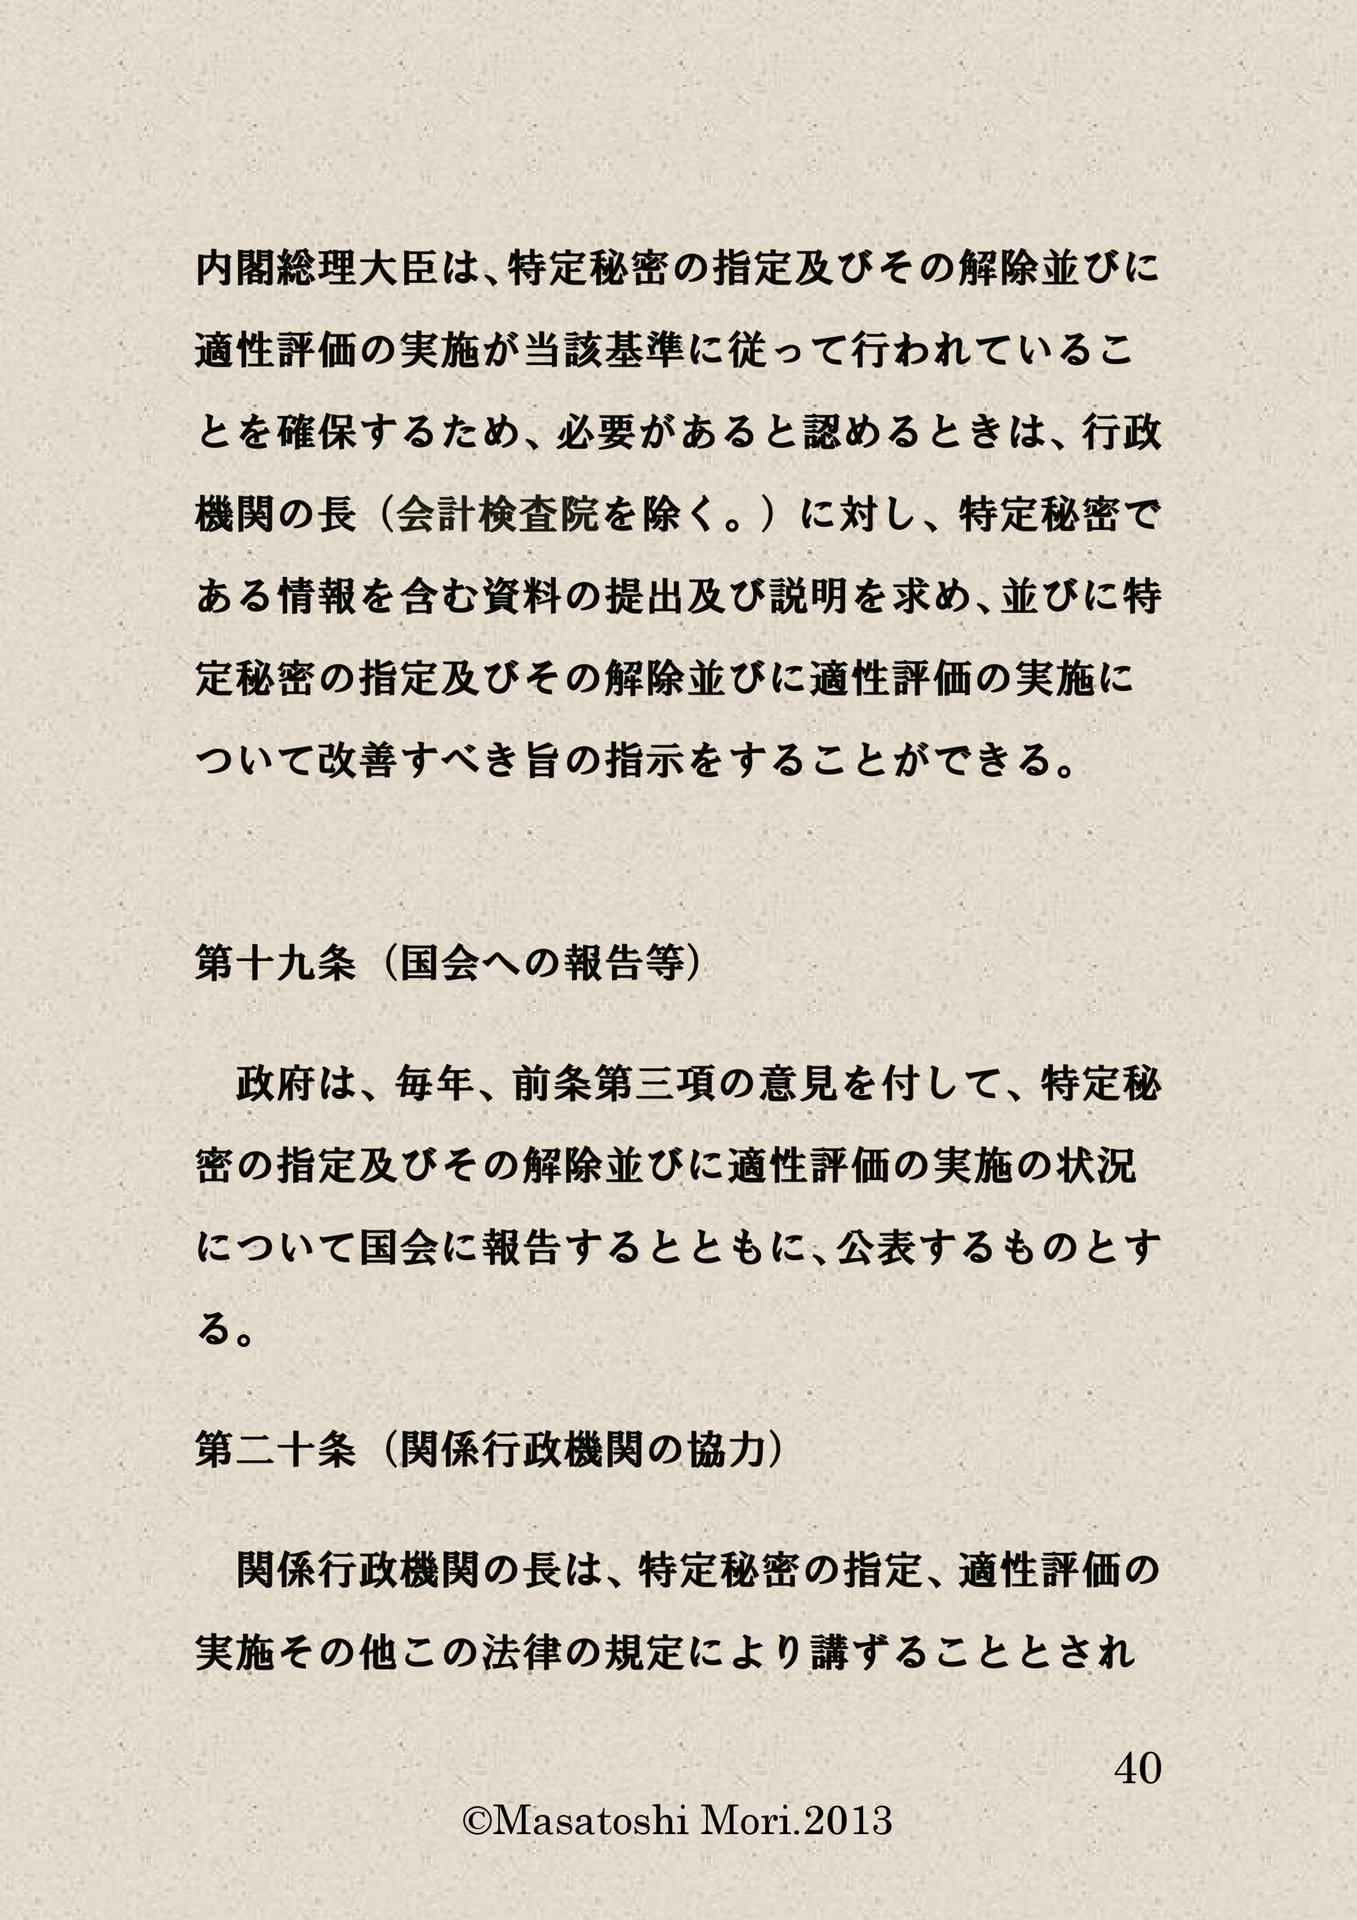 内閣総理大臣は、特定秘密の指定及びその解除並びに
適性評価の実施が当該基準に従って行われているこ
とを確保するため、必要があると認めるときは、行政
機関の長（会計検査院を除く。）に対し、特定秘密で
ある情報を含む資料の提出及び説明を求め、並びに特
定秘密の指定及びその解除並びに適性評価の実施に
ついて改善すべき旨の指示をすることができる。
第十九条（国会への報告等）
　政府は、毎年、前条第三項の意見を付して、特定秘
密の指定及びその解除並びに適性評価の実施の状況
について国会に報告するとともに、公表するものとす
る。
第二十条（関係行政機関の協力）
　関係行政機関の長は、特定秘密の指定、適性評価の
実施その他この法律の規定により講ずることとされ
40
©Masatoshi Mori.2013